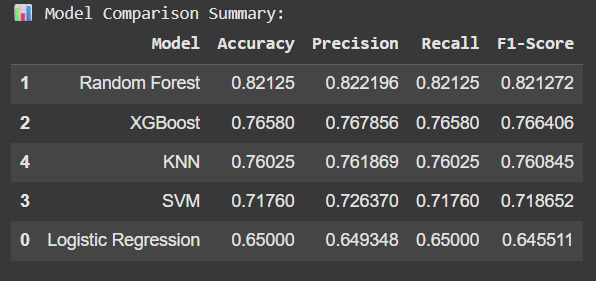 📊 Model Comparison Summary:
Model Accuracy Precision Recall F1-Score
1 Random Forest 0.82125 0.822196 0.82125 0.821272
2 XGBoost 0.76580 0.767856 0.76580 0.766406
4 KNN 0.76025 0.761869 0.76025 0.760845
3 SVM 0.71760 0.726370 0.71760 0.718652
0 Logistic Regression 0.65000 0.649348 0.65000 0.645511